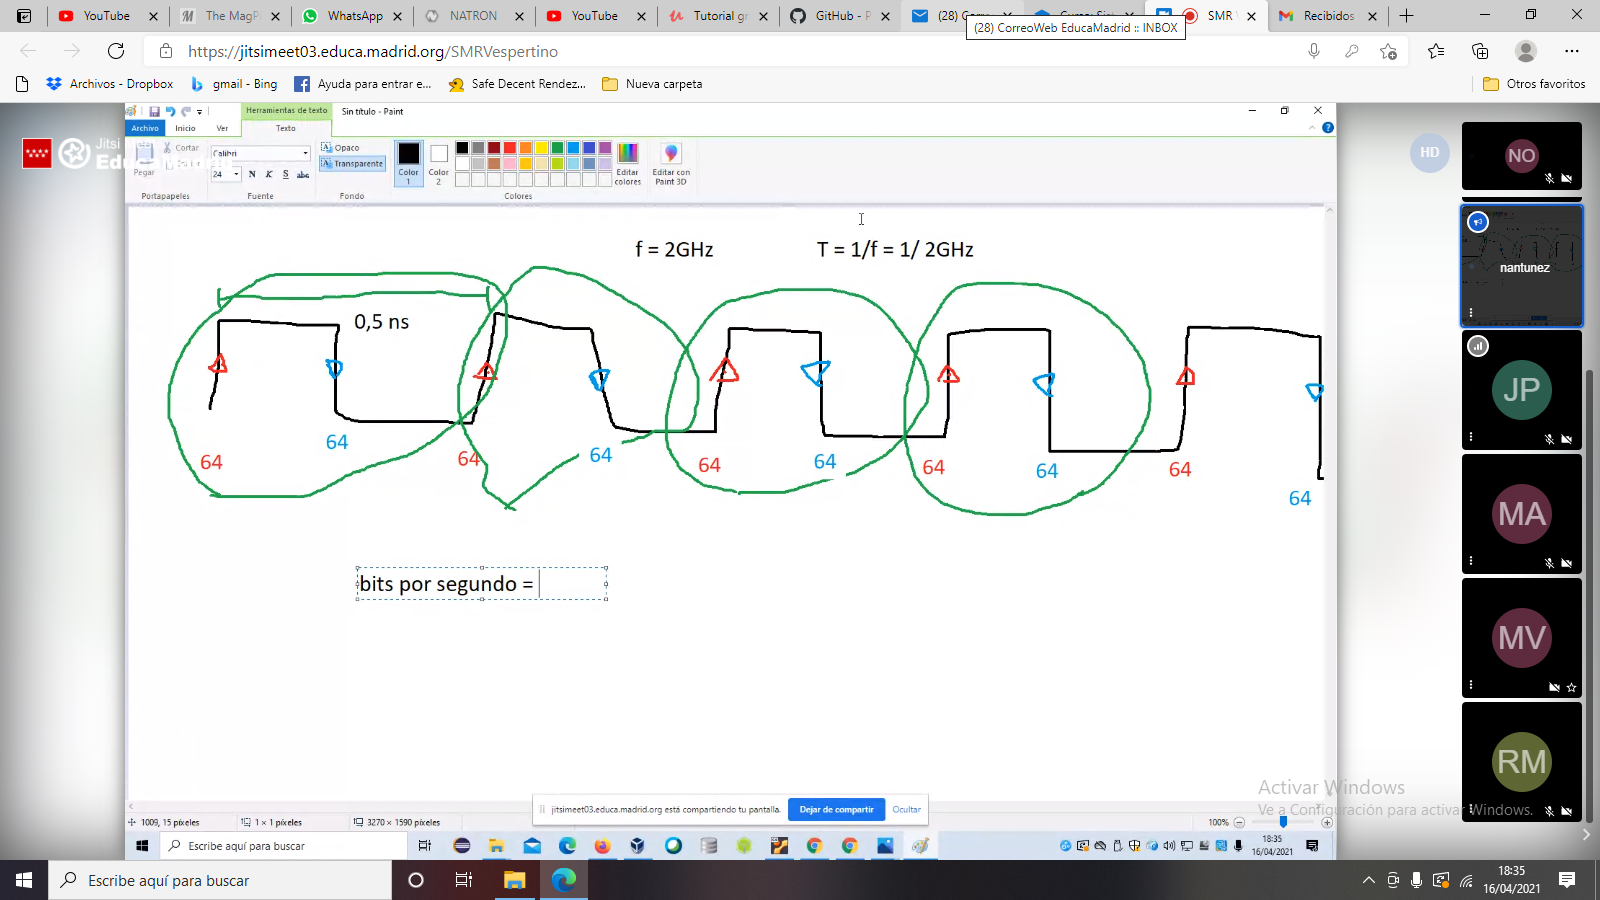 YouTube
The MagP
WhatsApp
NATRON
YouTube
Tutorial gr
GitHub - P
(28) Corre
Curso: Sist
SMR V
Recibidos
(28) CorreoWeb EducaMadrid :: INBOX
https://jitsimeet03.educa.madrid.org/SMRVespertino
Archivos - Dropbox
gmail - Bing
Ayuda para entrar e...
Safe Decent Rendez...
Nueva carpeta
Otros favoritos
Herramientas de texto
Sin título - Paint
Archivo
Inicio
Ver
Texto
Jitsi Meet
EducaMadrid
Pegar
Cortar
Portapapeles
Calibri
24
N K S abc
Fuente
Opaco
Transparente
Fondo
Color 1
Color 2
Colores
Editar colores
Editar con Paint 3D
HD
NO
f = 2GHz
T = 1/f = 1/ 2GHz
0,5 ns
64
64
64
64
64
64
64
64
64
64
bits por segundo =
nantunez
JP
MA
MV
RM
jitsimeet03.educa.madrid.org está compartiendo tu pantalla.
Dejar de compartir
Ocultar
1009, 15 píxeles
1 × 1 píxeles
3270 × 1590 píxeles
100%
Activar Windows
Ve a Configuración para activar Windows.
Escribe aquí para buscar
18:35
16/04/2021
Escribe aquí para buscar
18:35
16/04/2021